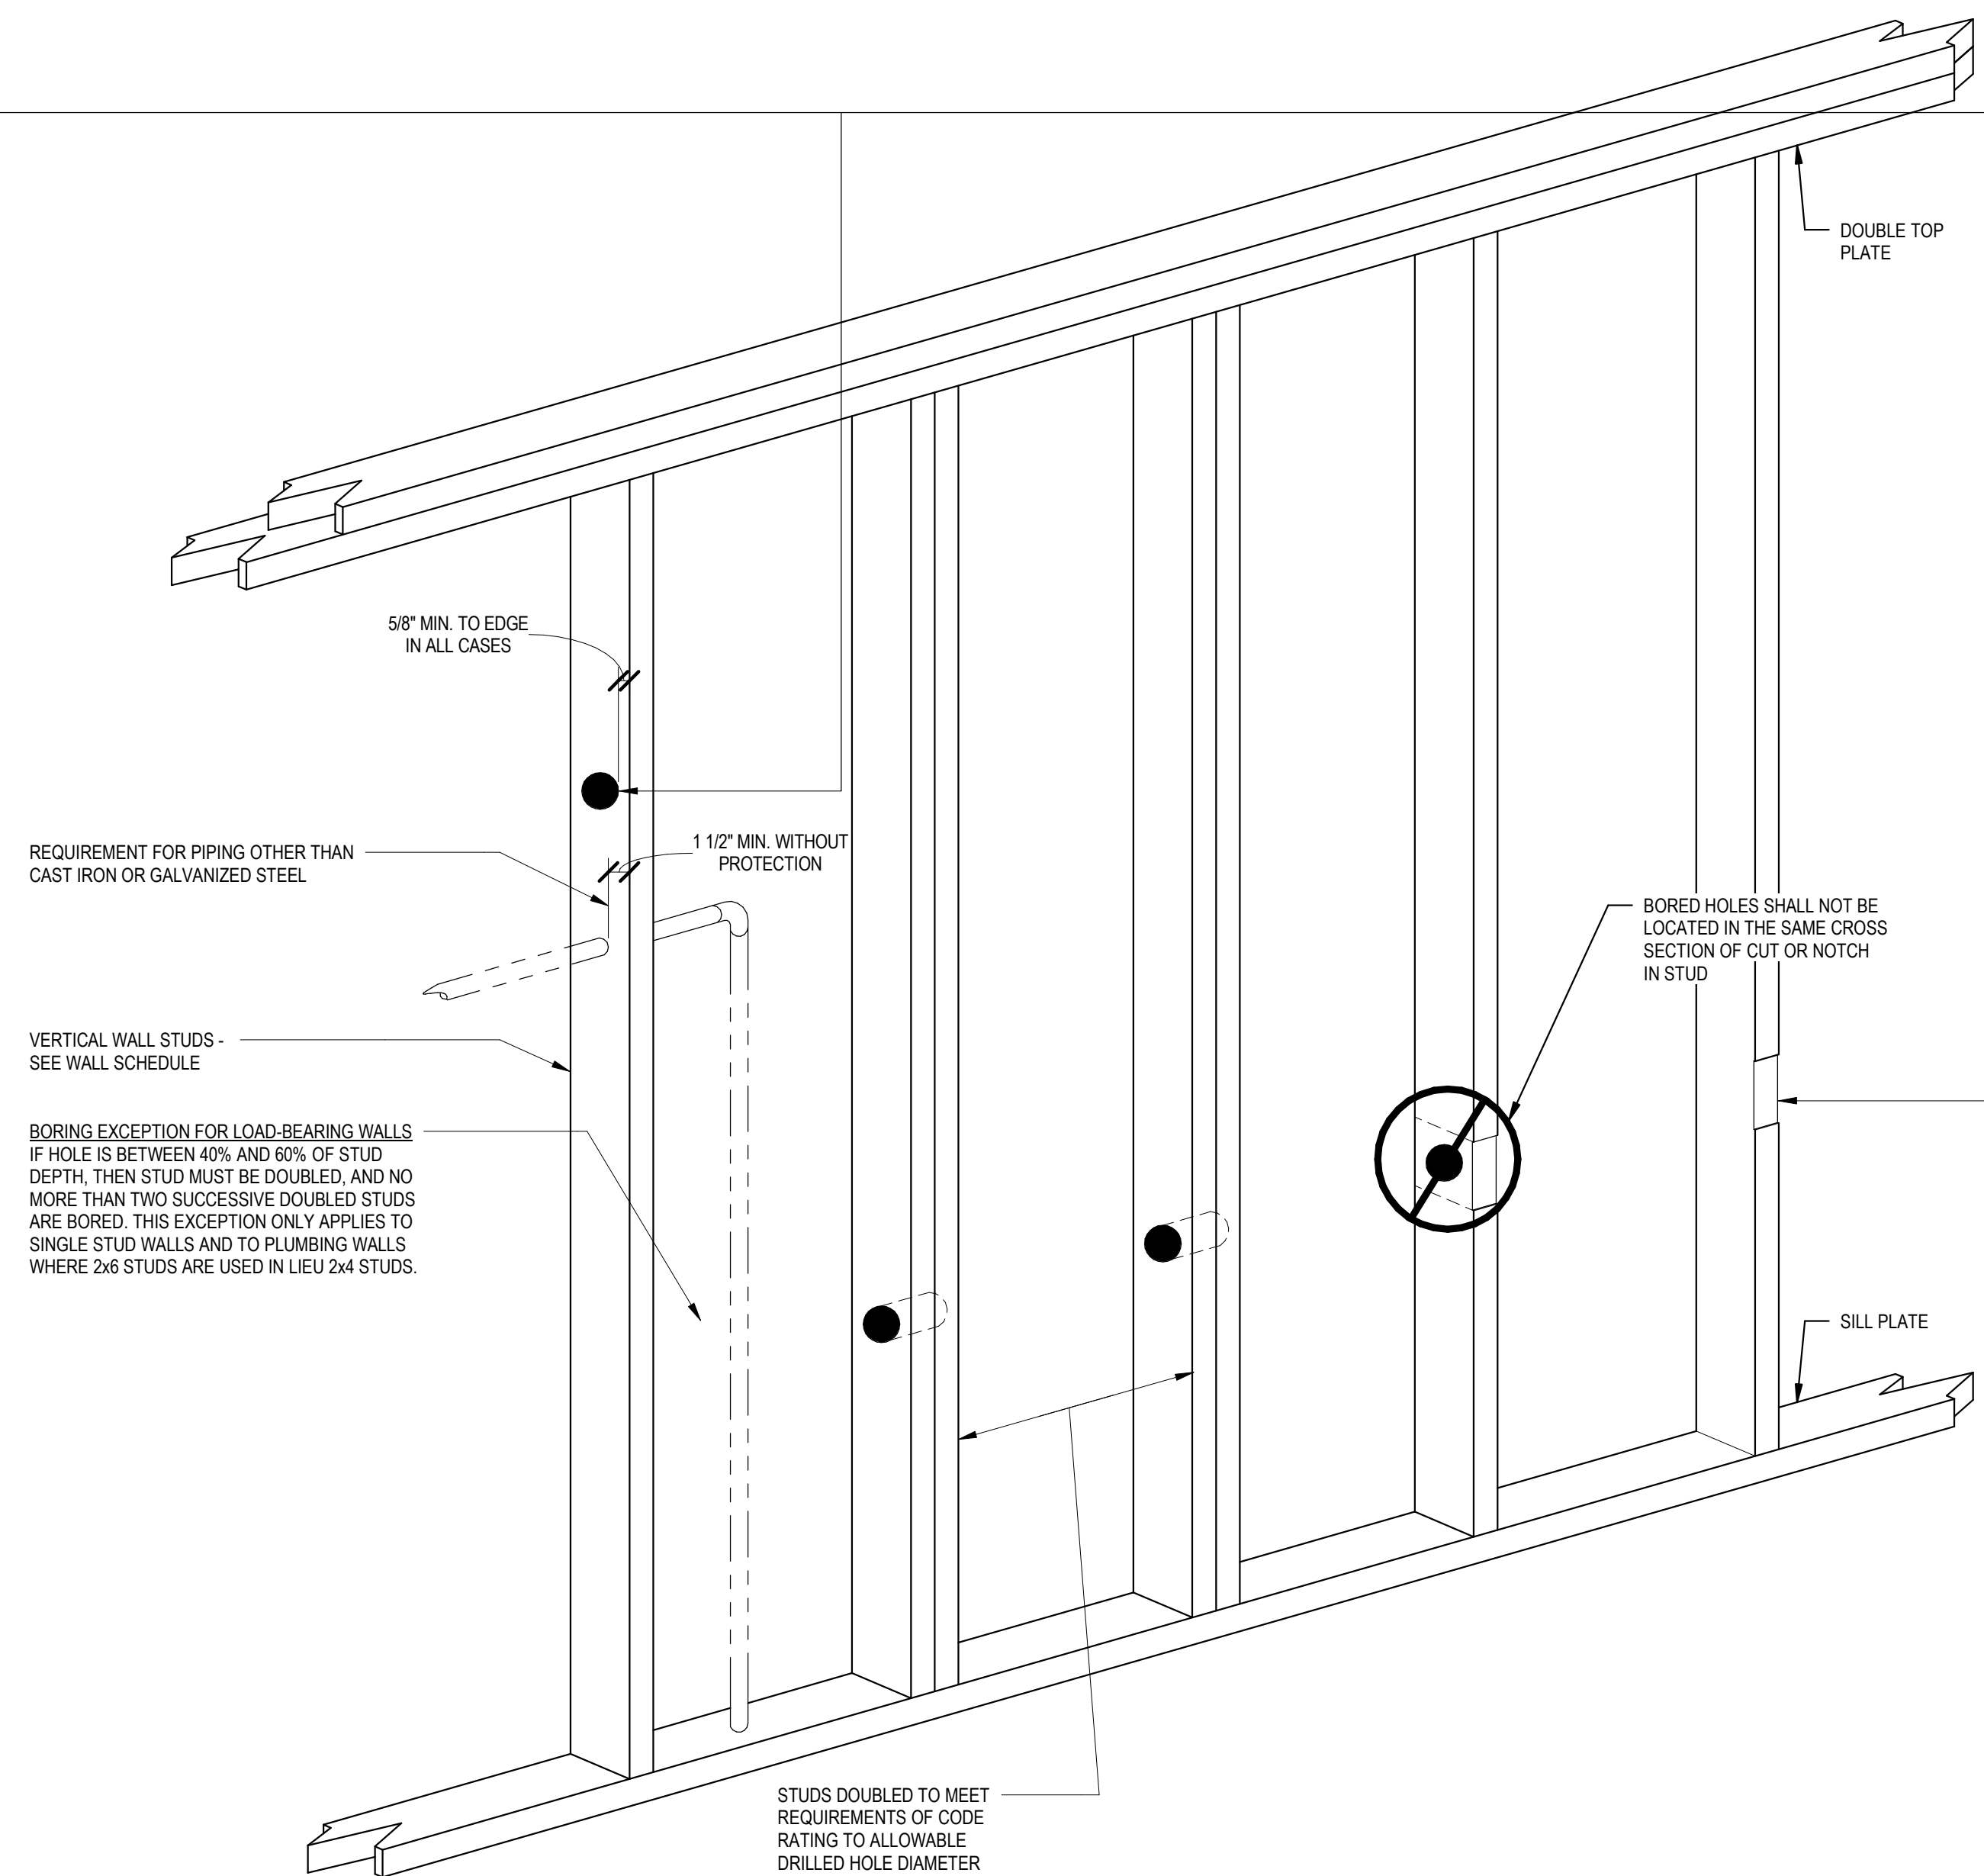 DOUBLE TOP
PLATE
5/8" MIN. TO EDGE
IN ALL CASES
1 1/2" MIN. WITHOUT
PROTECTION
REQUIREMENT FOR PIPING OTHER THAN
CAST IRON OR GALVANIZED STEEL
BORED HOLES SHALL NOT BE
LOCATED IN THE SAME CROSS
SECTION OF CUT OR NOTCH
IN STUD
VERTICAL WALL STUDS -
SEE WALL SCHEDULE
BORING EXCEPTION FOR LOAD-BEARING WALLS
IF HOLE IS BETWEEN 40% AND 60% OF STUD
DEPTH, THEN STUD MUST BE DOUBLED, AND NO
MORE THAN TWO SUCCESSIVE DOUBLED STUDS
ARE BORED. THIS EXCEPTION ONLY APPLIES TO
SINGLE STUD WALLS AND TO PLUMBING WALLS
WHERE 2x6 STUDS ARE USED IN LIEU 2x4 STUDS.
SILL PLATE
STUDS DOUBLED TO MEET
REQUIREMENTS OF CODE
RATING TO ALLOWABLE
DRILLED HOLE DIAMETER